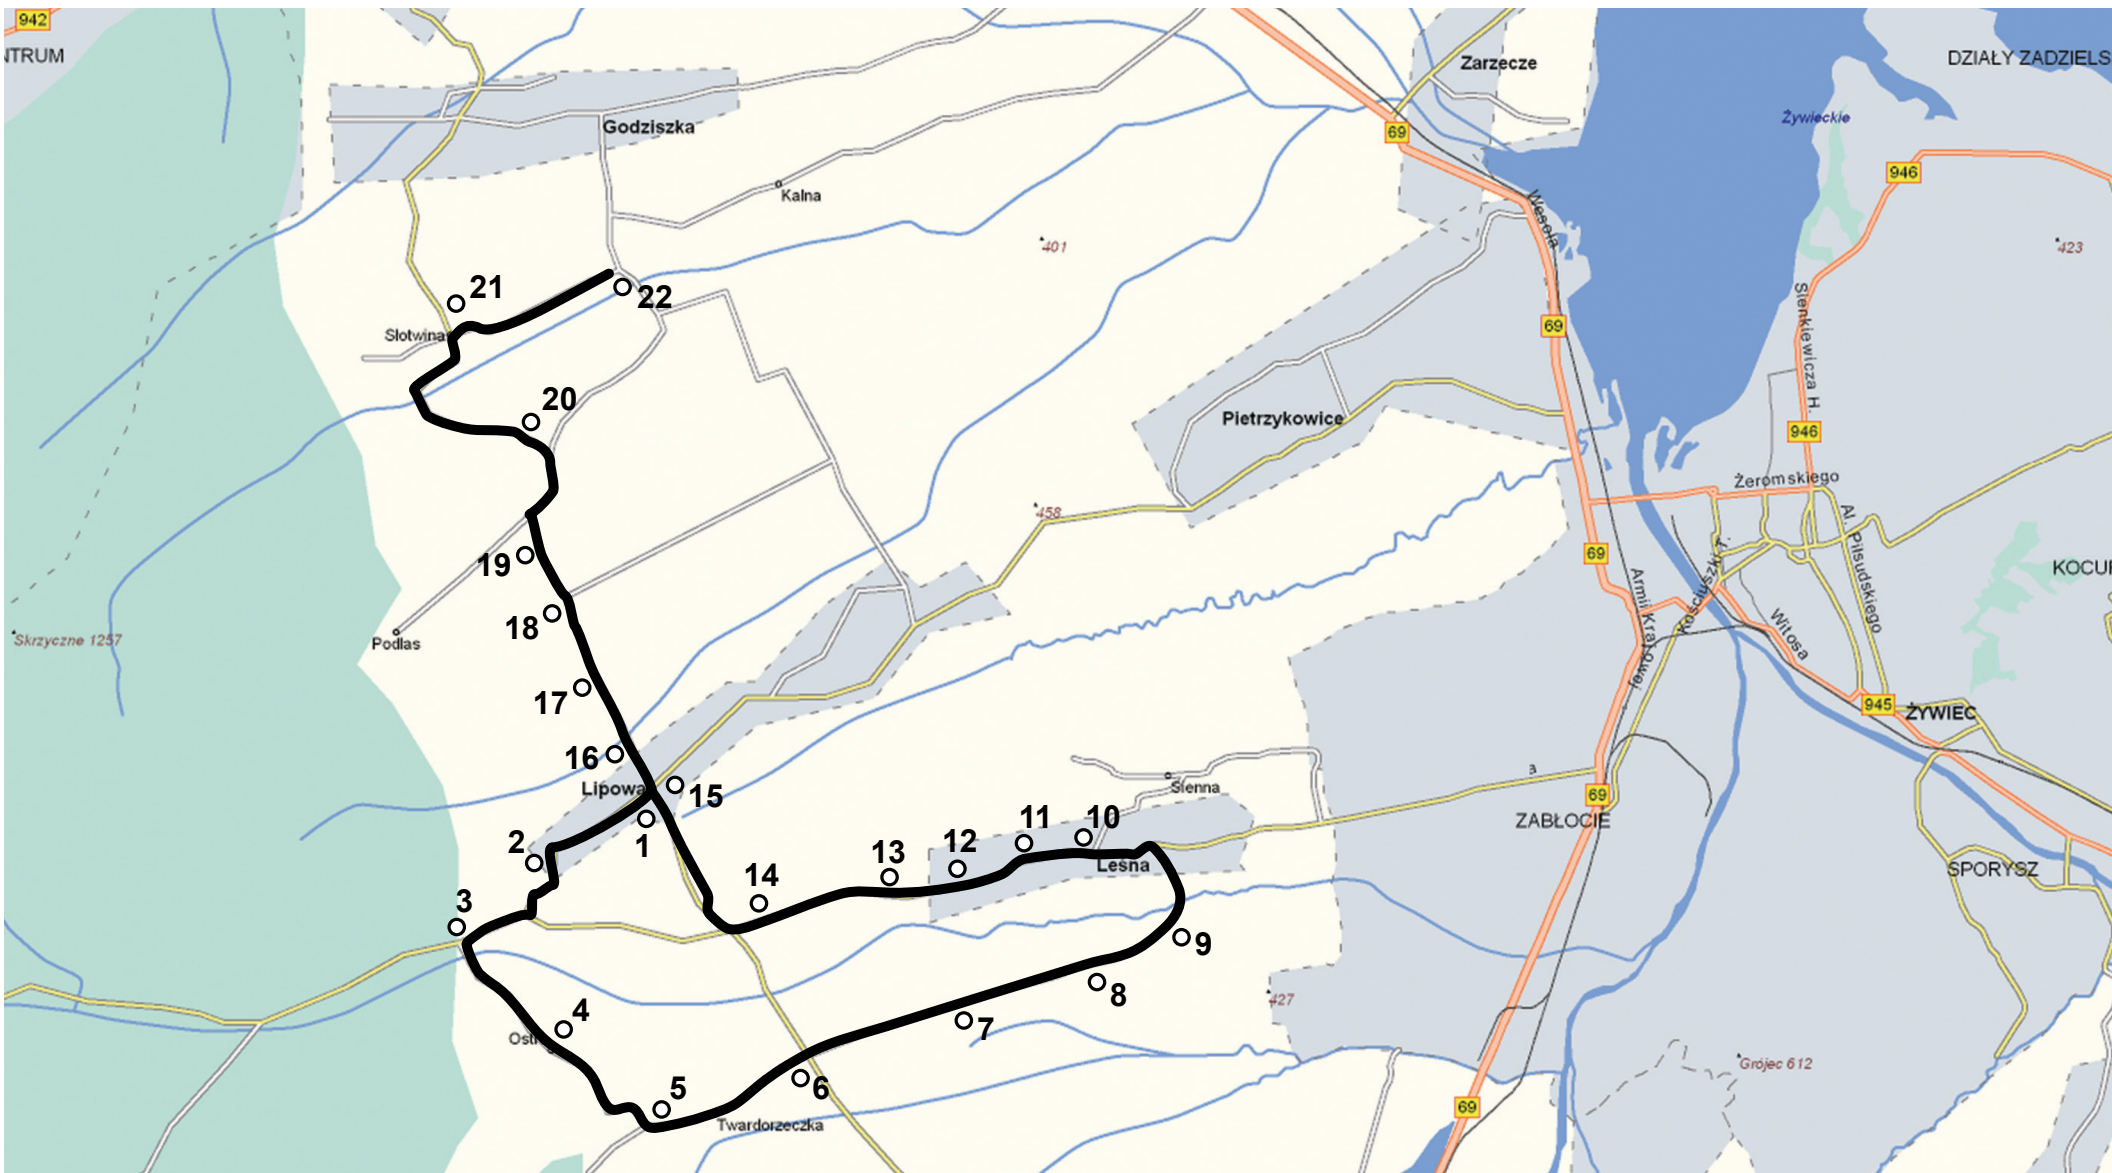 942
NTRUM
Zarzecze
DZIAŁY ZADZIELS
Godziszka
69
Żywieckie
946
Kalna
Wesoła
401
423
21
22
Słotwina
69
Sienkiewicza H.
20
Pietrzykowice
946
Żeromskiego
458
Al. Piłsudskiego
19
69
KOCUR
Kościuszki T.
Armii Krajowej
18
Witosa
Skrzyczne 1257
Podlas
17
945
ŻYWIEC
16
Lipowa
15
Sienna
69
ZABŁOCIE
1
2
10
11
12
13
Leśna
SPORYSZ
14
3
9
8
427
4
7
Ost
Grójec 612
5
6
69
Twardorzeczka